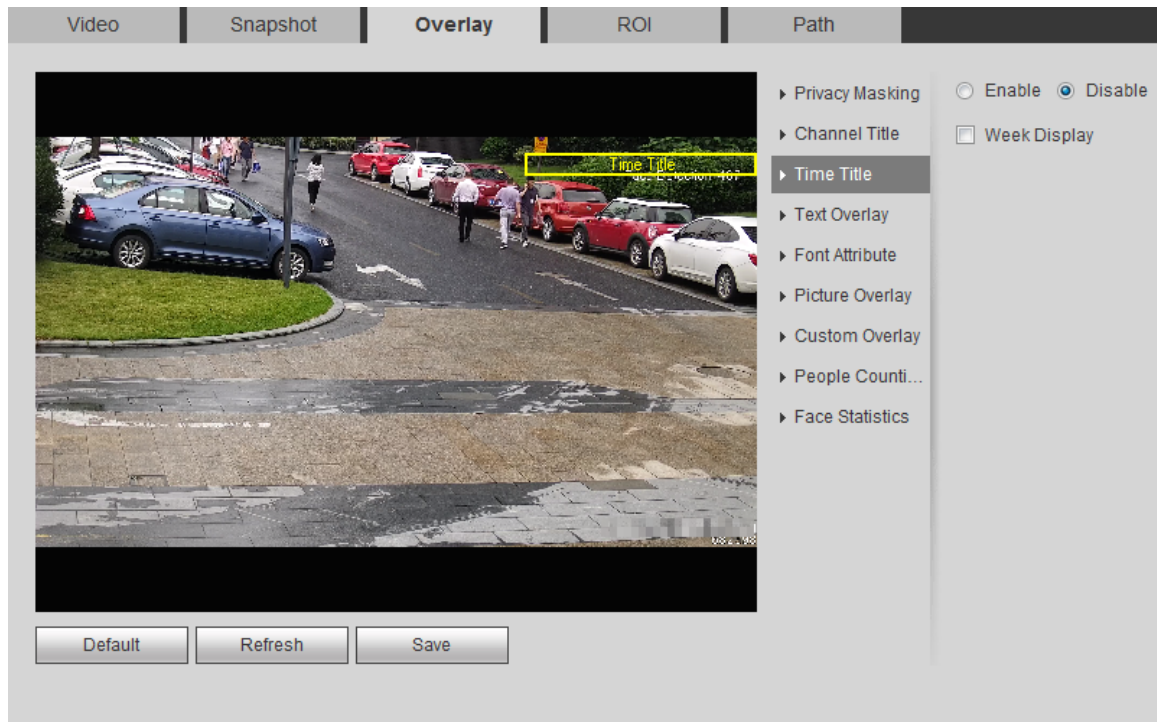 Video Snapshot Overlay ROI Path
Privacy Masking
Channel Title
Time Title
Text Overlay
Font Attribute
Picture Overlay
Custom Overlay
People Counti...
Face Statistics
Enable Disable
Week Display
Time Title
Default Refresh Save